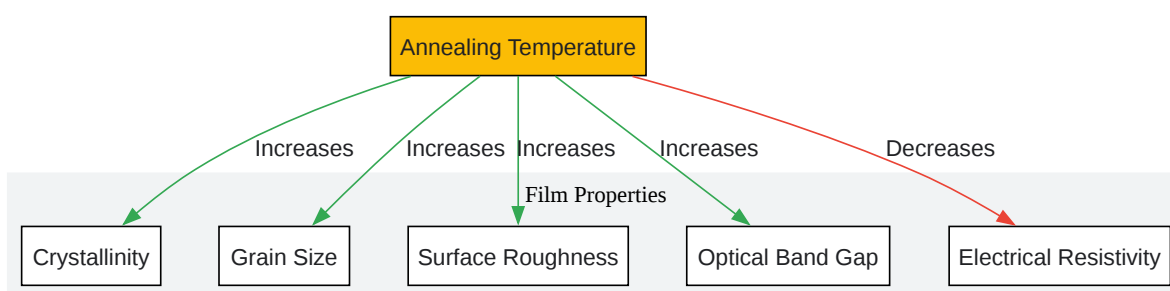 Annealing Temperature
Increases
Increases
Increases
Increases
Decreases
Film Properties
Crystallinity
Grain Size
Surface Roughness
Optical Band Gap
Electrical Resistivity